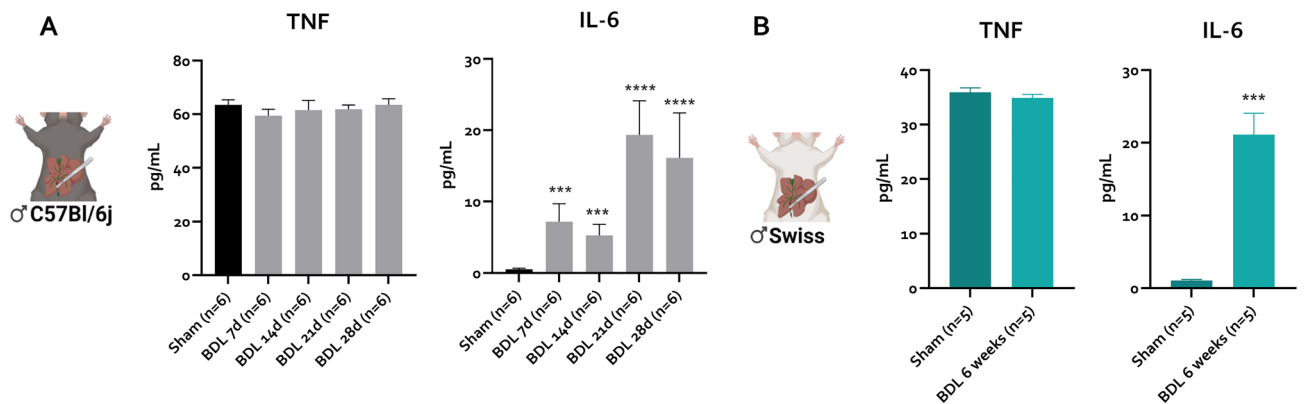 A
TNF
80
60
40
20
0
pg/mL
Sham (n=6)
BDL 7d (n=6)
BDL 14d (n=6)
BDL 21d (n=6)
BDL 28d (n=6)
♂ C57Bl/6j
IL-6
30
20
10
0
pg/mL
***
***
****
****
Sham (n=6)
BDL 7d (n=6)
BDL 14d (n=6)
BDL 21d (n=6)
BDL 28d (n=6)
B
TNF
40
30
20
10
0
pg/mL
Sham (n=5)
BDL 6 weeks (n=5)
♂ Swiss
IL-6
30
20
10
0
pg/mL
***
Sham (n=5)
BDL 6 weeks (n=5)